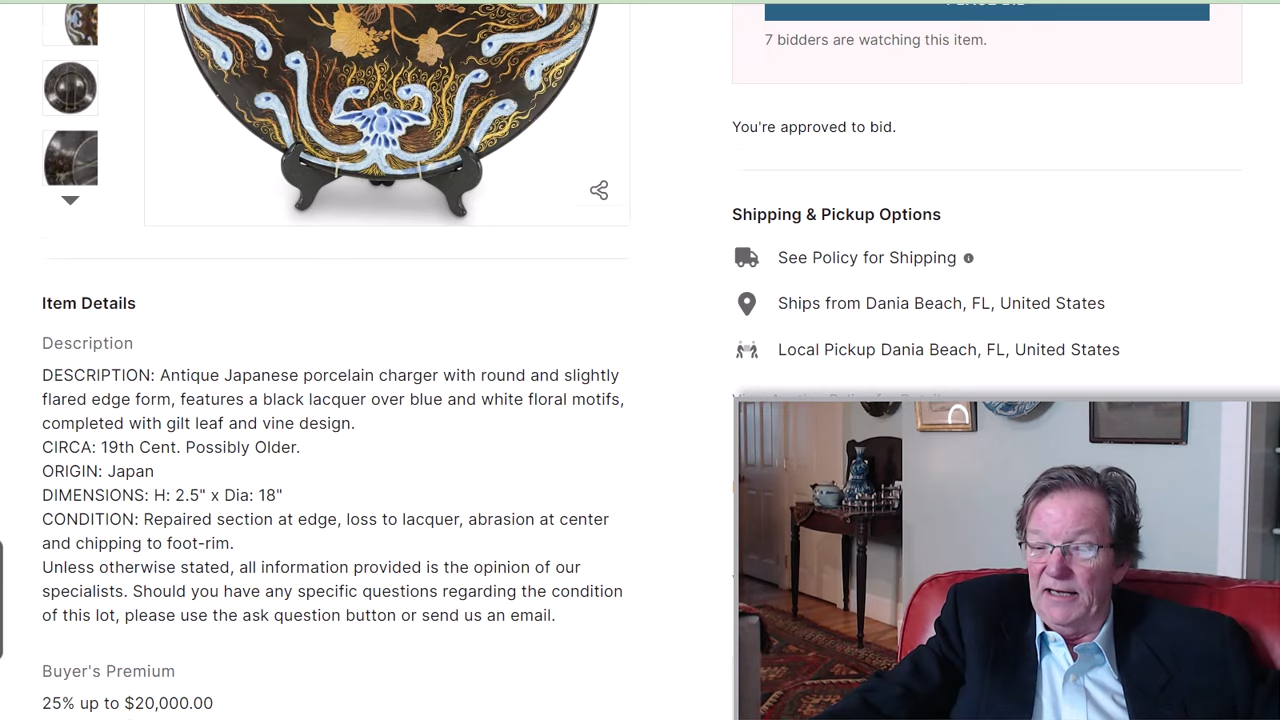 7 bidders are watching this item.
You're approved to bid.
Shipping & Pickup Options
See Policy for Shipping
Ships from Dania Beach, FL, United States
Local Pickup Dania Beach, FL, United States
Item Details
Description
DESCRIPTION: Antique Japanese porcelain charger with round and slightly
flared edge form, features a black lacquer over blue and white floral motifs,
completed with gilt leaf and vine design.
CIRCA: 19th Cent. Possibly Older.
ORIGIN: Japan
DIMENSIONS: H: 2.5" x Dia: 18"
CONDITION: Repaired section at edge, loss to lacquer, abrasion at center
and chipping to foot-rim.
Unless otherwise stated, all information provided is the opinion of our
specialists. Should you have any specific questions regarding the condition
of this lot, please use the ask question button or send us an email.
Buyer's Premium
25% up to $20,000.00